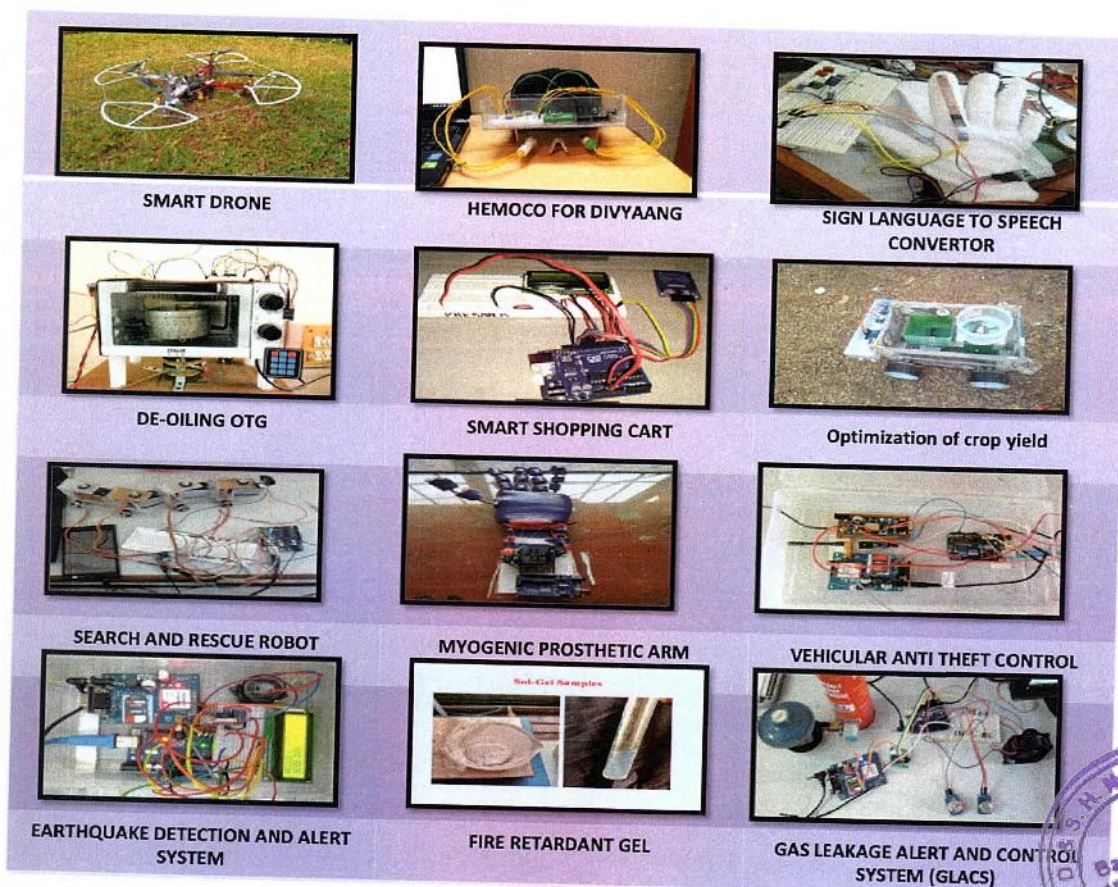 SMART DRONE
HEMOCO FOR DIVYAANG
SIGN LANGUAGE TO SPEECH
CONVERTOR
DE-OILING OTG
SMART SHOPPING CART
Optimization of crop yield
SEARCH AND RESCUE ROBOT
MYOGENIC PROSTHETIC ARM
VEHICULAR ANTI THEFT CONTROL
Sol-Gel Samples
EARTHQUAKE DETECTION AND ALERT
SYSTEM
FIRE RETARDANT GEL
GAS LEAKAGE ALERT AND CONTROL
SYSTEM (GLACS)
S.H.